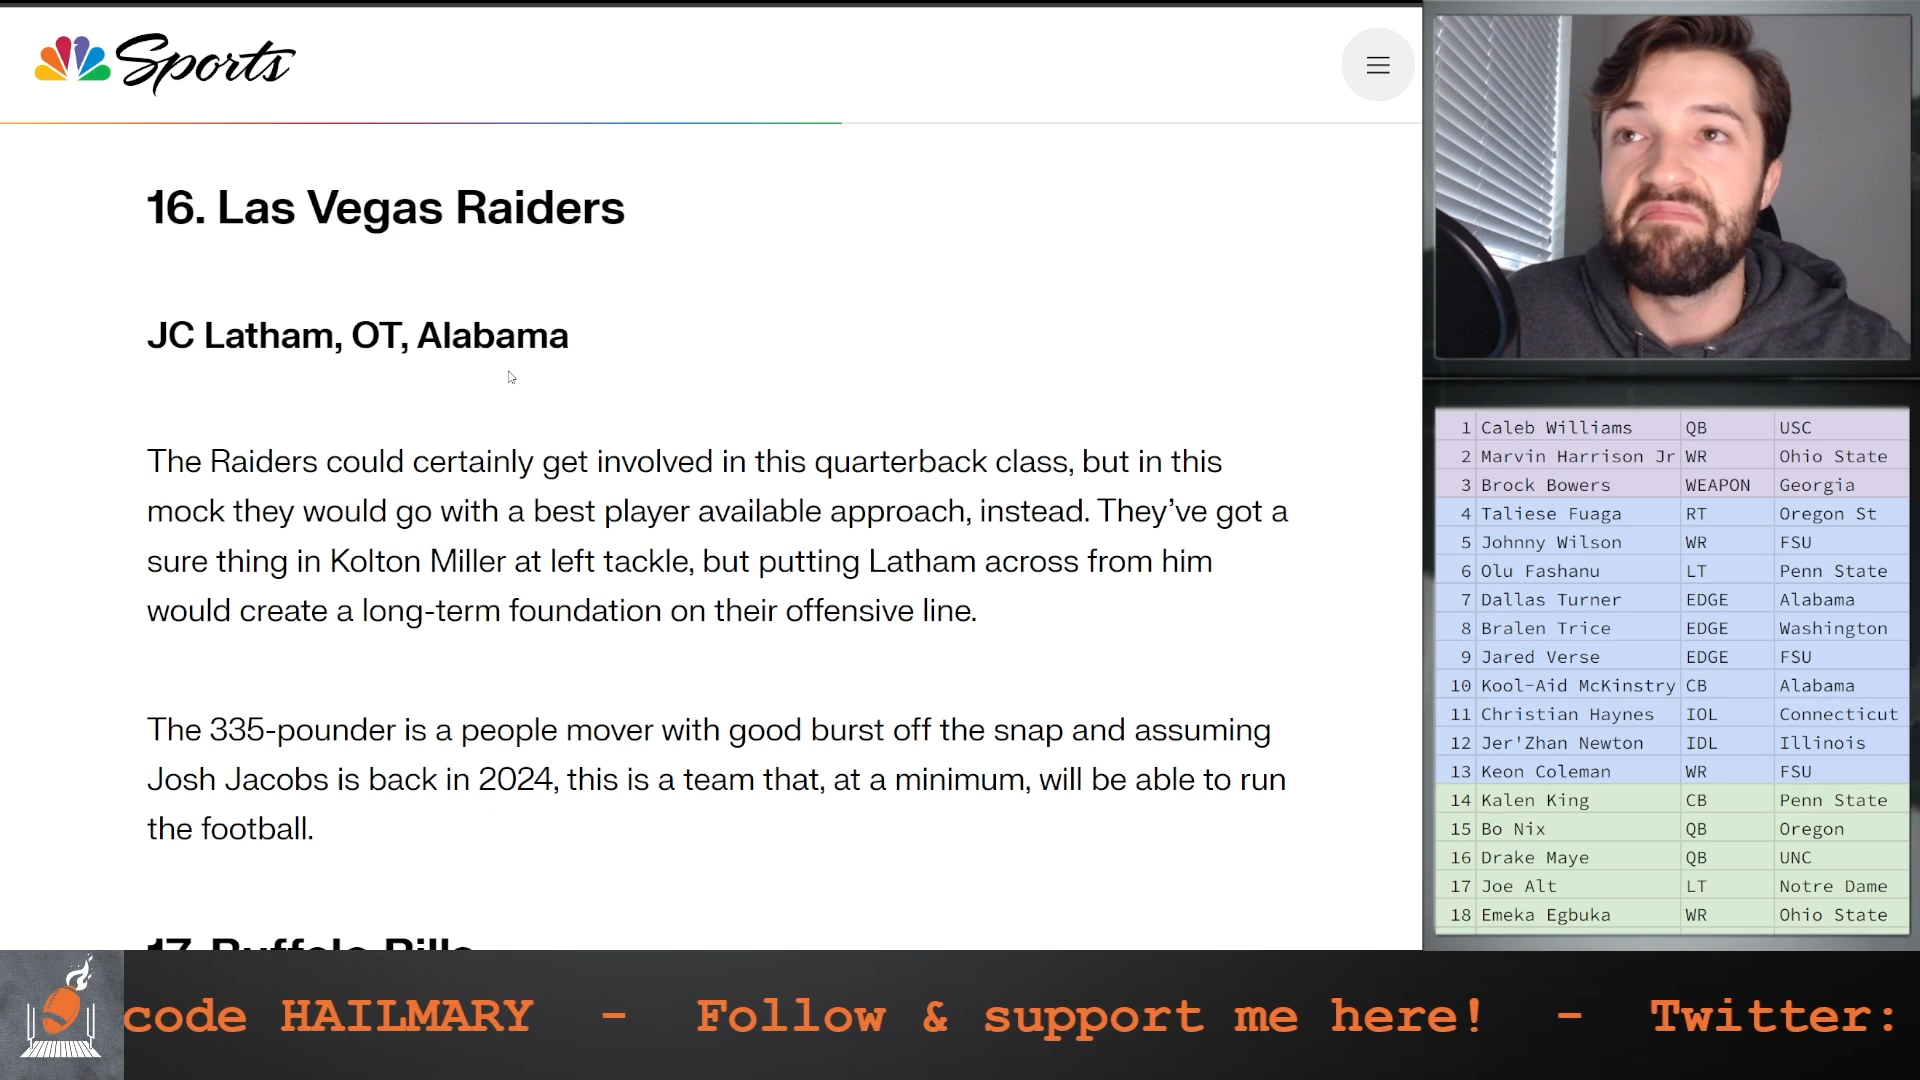 Sports
16. Las Vegas Raiders
JC Latham, OT, Alabama
The Raiders could certainly get involved in this quarterback class, but in this
mock they would go with a best player available approach, instead. They’ve got a
sure thing in Kolton Miller at left tackle, but putting Latham across from him
would create a long-term foundation on their offensive line.
The 335-pounder is a people mover with good burst off the snap and assuming
Josh Jacobs is back in 2024, this is a team that, at a minimum, will be able to run
the football.
17. Buffalo Bills
1 Caleb Williams QB USC
2 Marvin Harrison Jr WR Ohio State
3 Brock Bowers WEAPON Georgia
4 Taliese Fuaga RT Oregon St
5 Johnny Wilson WR FSU
6 Olu Fashanu LT Penn State
7 Dallas Turner EDGE Alabama
8 Bralen Trice EDGE Washington
9 Jared Verse EDGE FSU
10 Kool-Aid McKinstry CB Alabama
11 Christian Haynes IOL Connecticut
12 Jer'Zhan Newton IDL Illinois
13 Keon Coleman WR FSU
14 Kalen King CB Penn State
15 Bo Nix QB Oregon
16 Drake Maye QB UNC
17 Joe Alt LT Notre Dame
18 Emeka Egbuka WR Ohio State
code HAILMARY - Follow & support me here! - Twitter: